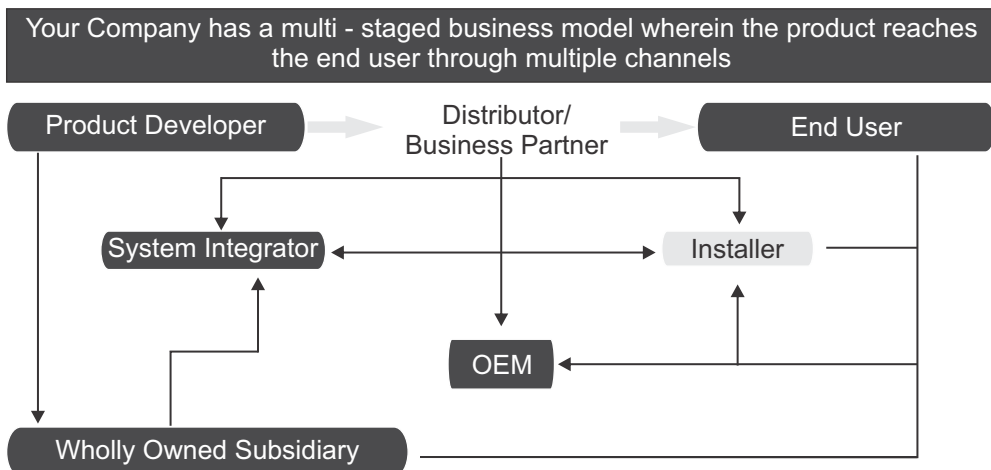 Your Company has a multi - staged business model wherein the product reaches
the end user through multiple channels
Product Developer
Distributor/
Business Partner
End User
System Integrator
Installer
OEM
Wholly Owned Subsidiary